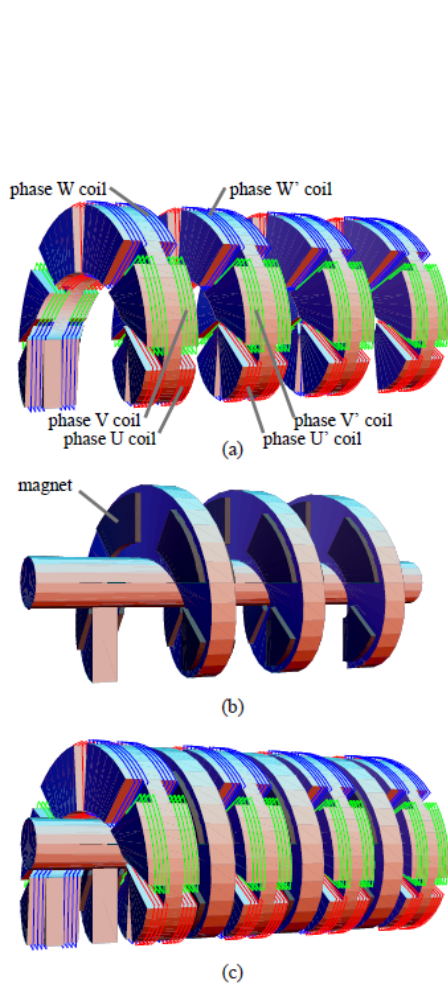 phase W coil
phase W’ coil
phase V coil
phase V’ coil
phase U coil
phase U’ coil
(a)
magnet
(b)
(c)